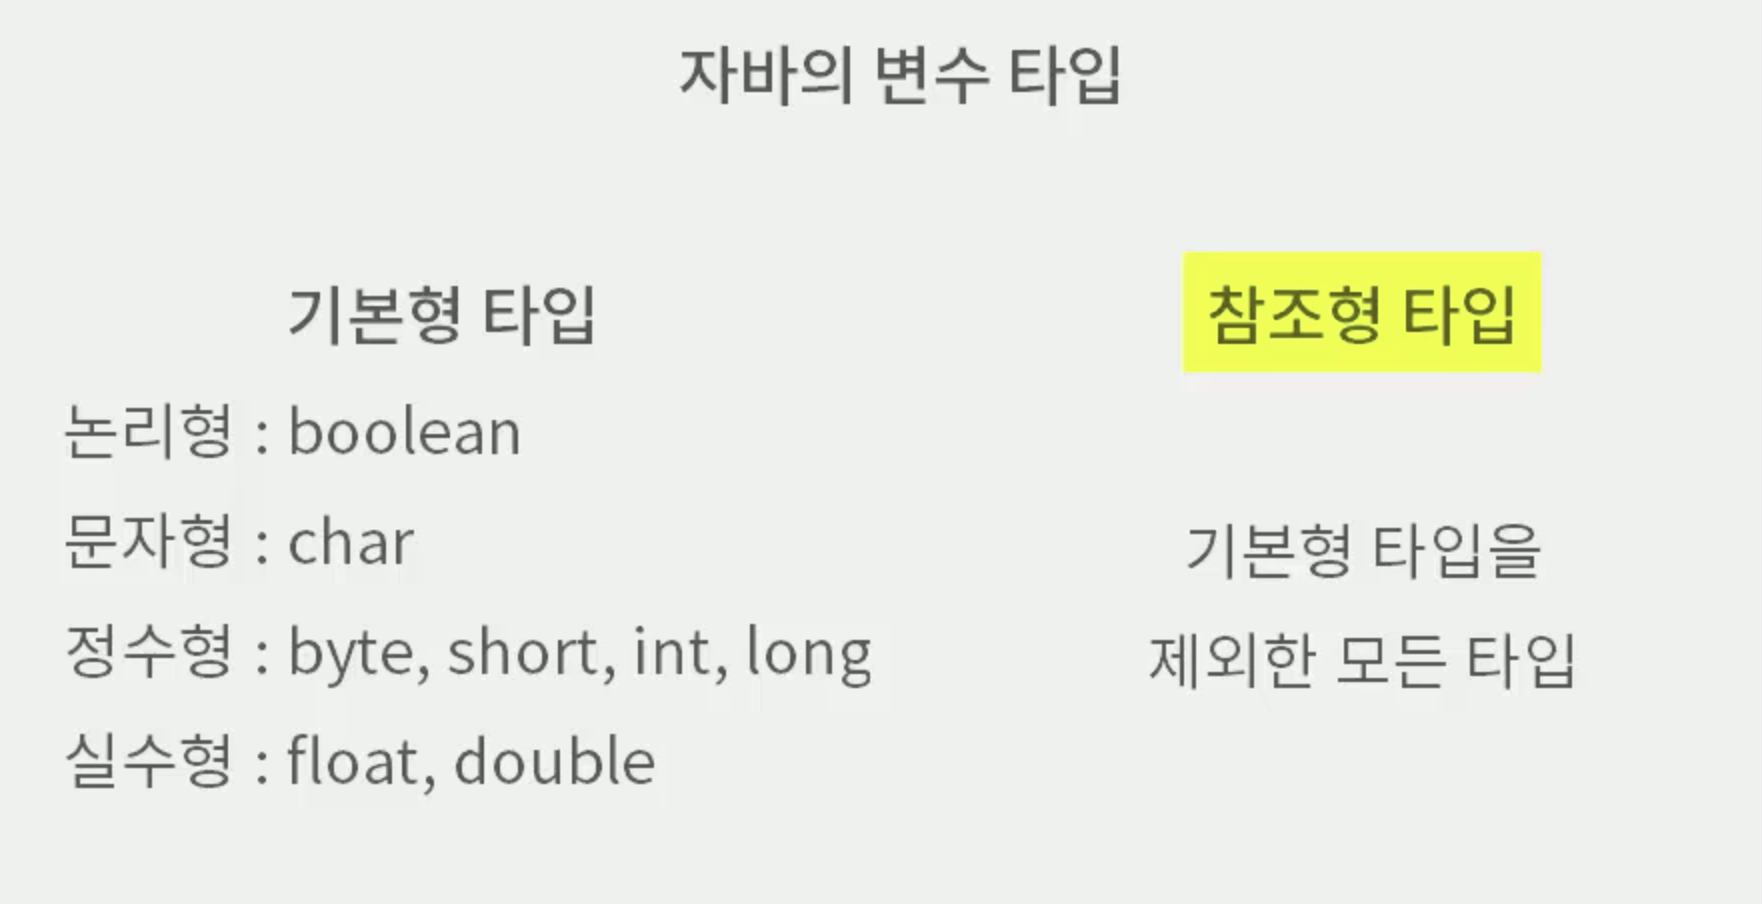 자바의 변수 타입
기본형 타입
논리형 : boolean
문자형 : char
정수형 : byte, short, int, long
실수형 : float, double
참조형 타입
기본형 타입을
제외한 모든 타입